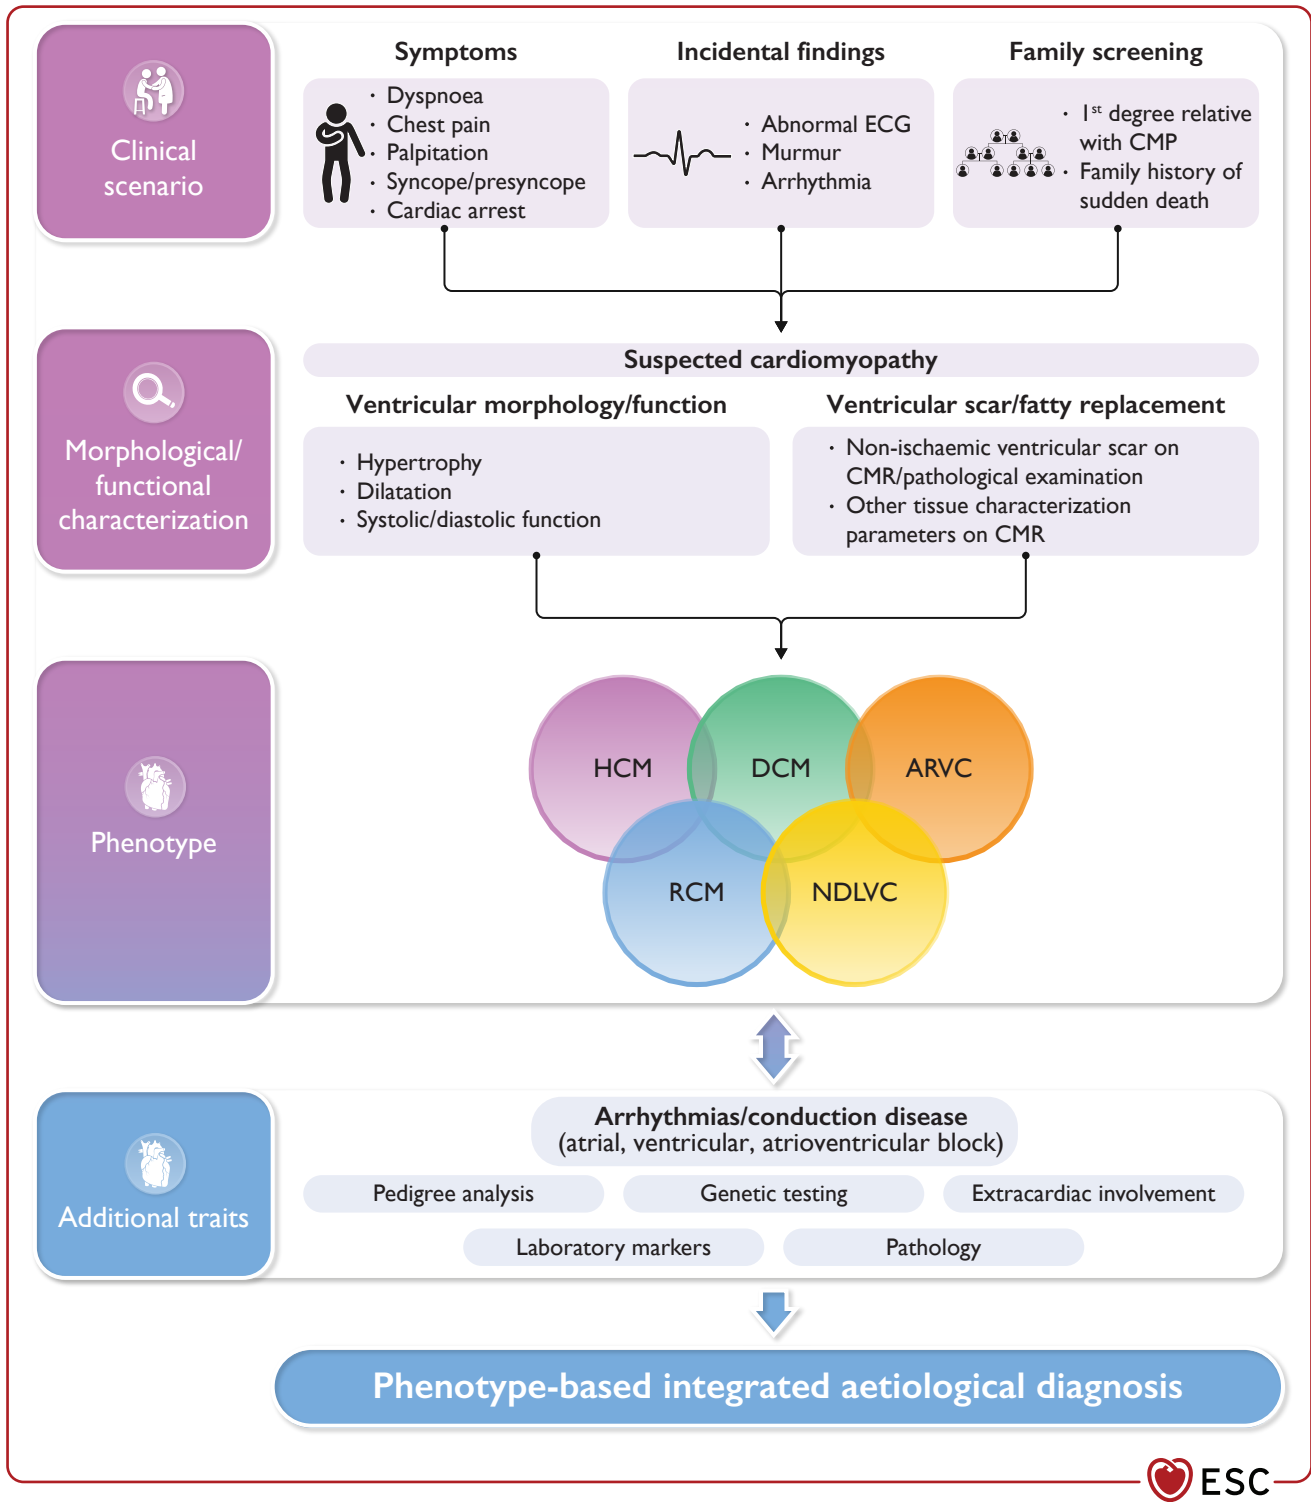 Clinical
scenario
Symptoms
· Dyspnoea
· Chest pain
· Palpitation
· Syncope/presyncope
· Cardiac arrest
Incidental findings
· Abnormal ECG
· Murmur
· Arrhythmia
Family screening
· 1st degree relative
with CMP
· Family history of
sudden death
Morphological/
functional
characterization
Suspected cardiomyopathy
Ventricular morphology/function
· Hypertrophy
· Dilatation
· Systolic/diastolic function
Ventricular scar/fatty replacement
· Non-ischaemic ventricular scar on
CMR/pathological examination
· Other tissue characterization
parameters on CMR
Phenotype
HCM
DCM
ARVC
RCM
NDLVC
Additional traits
Arrhythmias/conduction disease
(atrial, ventricular, atrioventricular block)
Pedigree analysis
Genetic testing
Extracardiac involvement
Laboratory markers
Pathology
Phenotype-based integrated aetiological diagnosis
ESC